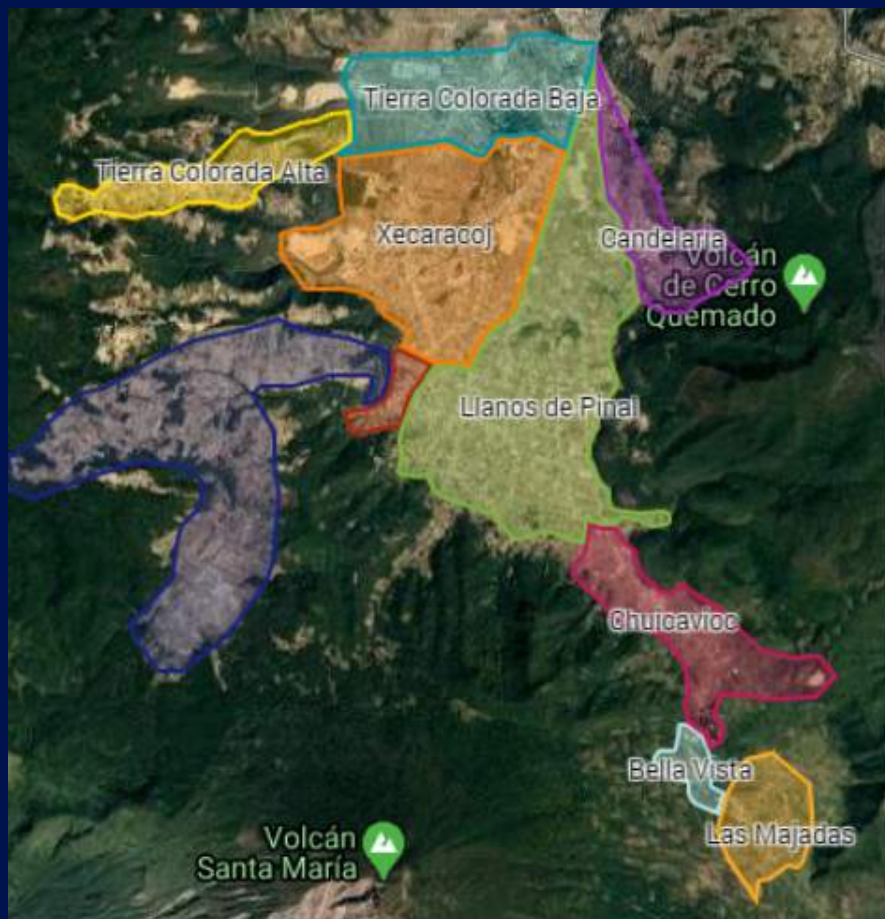 Tierra Colorada Baja
Tierra Colorada Alta
Xecaracoj
Candelaria
Volcán
de Cerro
Quemado
Llanos de Pinal
Chuicavioc
Bella Vista
Las Majadas
Volcán
Santa María